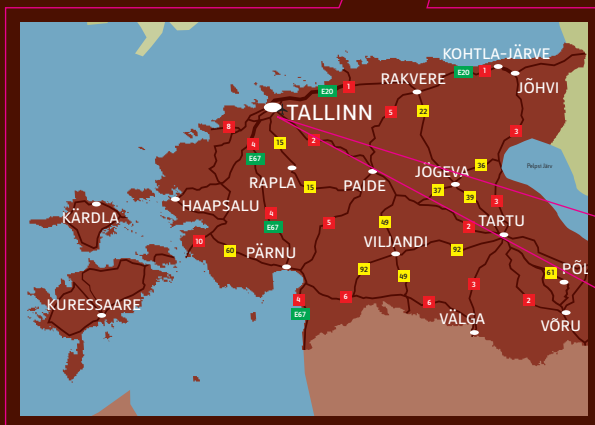 KOHTLA-JÄRVE
E20
1
RAKVERE
E20
1
JÕHVI
TALLINN
5
22
8
4
15
2
3
E67
36
JÕGEVA
RAPLA
15
PAIDE
37
39
3
HAAPSALU
KÄRDLA
4
E67
5
49
2
TARTU
10
60
PÄRNU
VILJANDI
92
92
49
61
PÕL
4
E67
6
6
3
2
KURESSAARE
VÄLGA
VÕRU